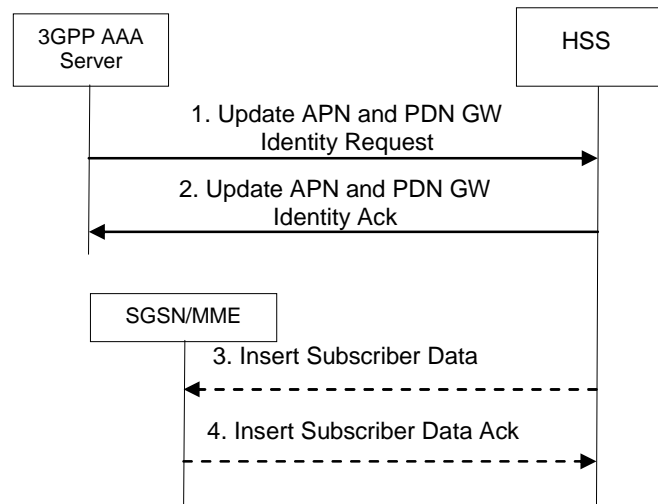 3GPP AAA
Server
HSS
1. Update APN and PDN GW
Identity Request
2. Update APN and PDN GW
Identity Ack
SGSN/MME
3. Insert Subscriber Data
4. Insert Subscriber Data Ack